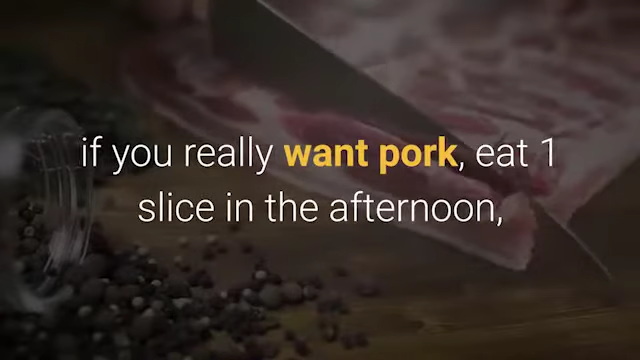 if you really want pork, eat 1
slice in the afternoon,